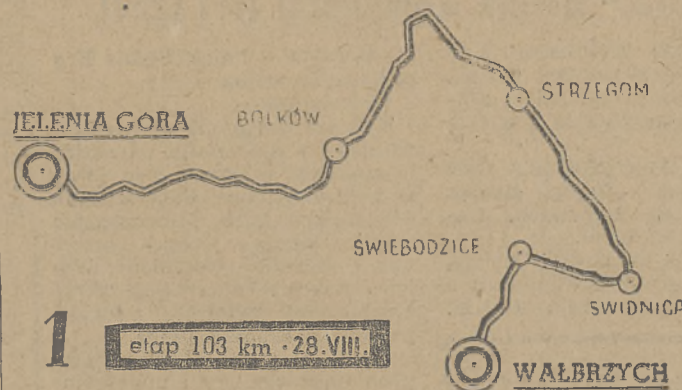 STRZEGOM
JELENIA GÓRA
BOLKÓW
ŚWIEBODZICE
ŚWIDNICA
1 etap 103 km - 28.VIII.
WAŁBRZYCH